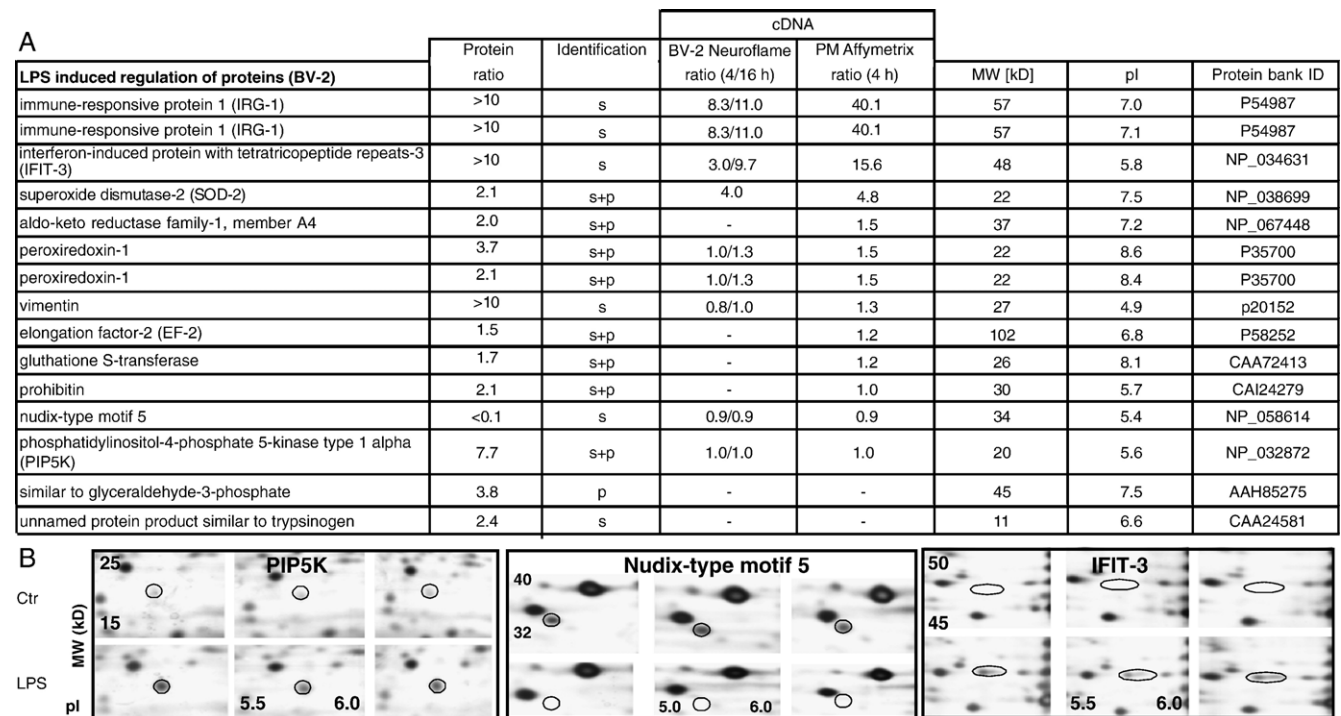 A
cDNA
Protein ratio Identification BV-2 Neuroflame ratio (4/16 h) PM Affymetrix ratio (4 h)
LPS induced regulation of proteins (BV-2) MW [kD] pI Protein bank ID
immune-responsive protein 1 (IRG-1) >10 s 8.3/11.0 40.1 57 7.0 P54987
immune-responsive protein 1 (IRG-1) >10 s 8.3/11.0 40.1 57 7.1 P54987
interferon-induced protein with tetratricopeptide repeats-3 (IFIT-3) >10 s 3.0/9.7 15.6 48 5.8 NP_034631
superoxide dismutase-2 (SOD-2) 2.1 s+p 4.0 4.8 22 7.5 NP_038699
aldo-keto reductase family-1, member A4 2.0 s+p - 1.5 37 7.2 NP_067448
peroxiredoxin-1 3.7 s+p 1.0/1.3 1.5 22 8.6 P35700
peroxiredoxin-1 2.1 s+p 1.0/1.3 1.5 22 8.4 P35700
vimentin >10 s 0.8/1.0 1.3 27 4.9 p20152
elongation factor-2 (EF-2) 1.5 s+p - 1.2 102 6.8 P58252
gluthatione S-transferase 1.7 s+p - 1.2 26 8.1 CAA72413
prohibitin 2.1 s+p - 1.0 30 5.7 CAI24279
nudix-type motif 5 <0.1 s 0.9/0.9 0.9 34 5.4 NP_058614
phosphatidylinositol-4-phosphate 5-kinase type 1 alpha (PIP5K) 7.7 s+p 1.0/1.0 1.0 20 5.6 NP_032872
similar to glyceraldehyde-3-phosphate 3.8 p - - 45 7.5 AAH85275
unnamed protein product similar to trypsinogen 2.4 s - - 11 6.6 CAA24581
B
PIP5K Nudix-type motif 5 IFIT-3
25 40 50
Ctr
15 32 45
MW (kD)
LPS
pI 5.5 6.0 5.0 6.0 5.5 6.0